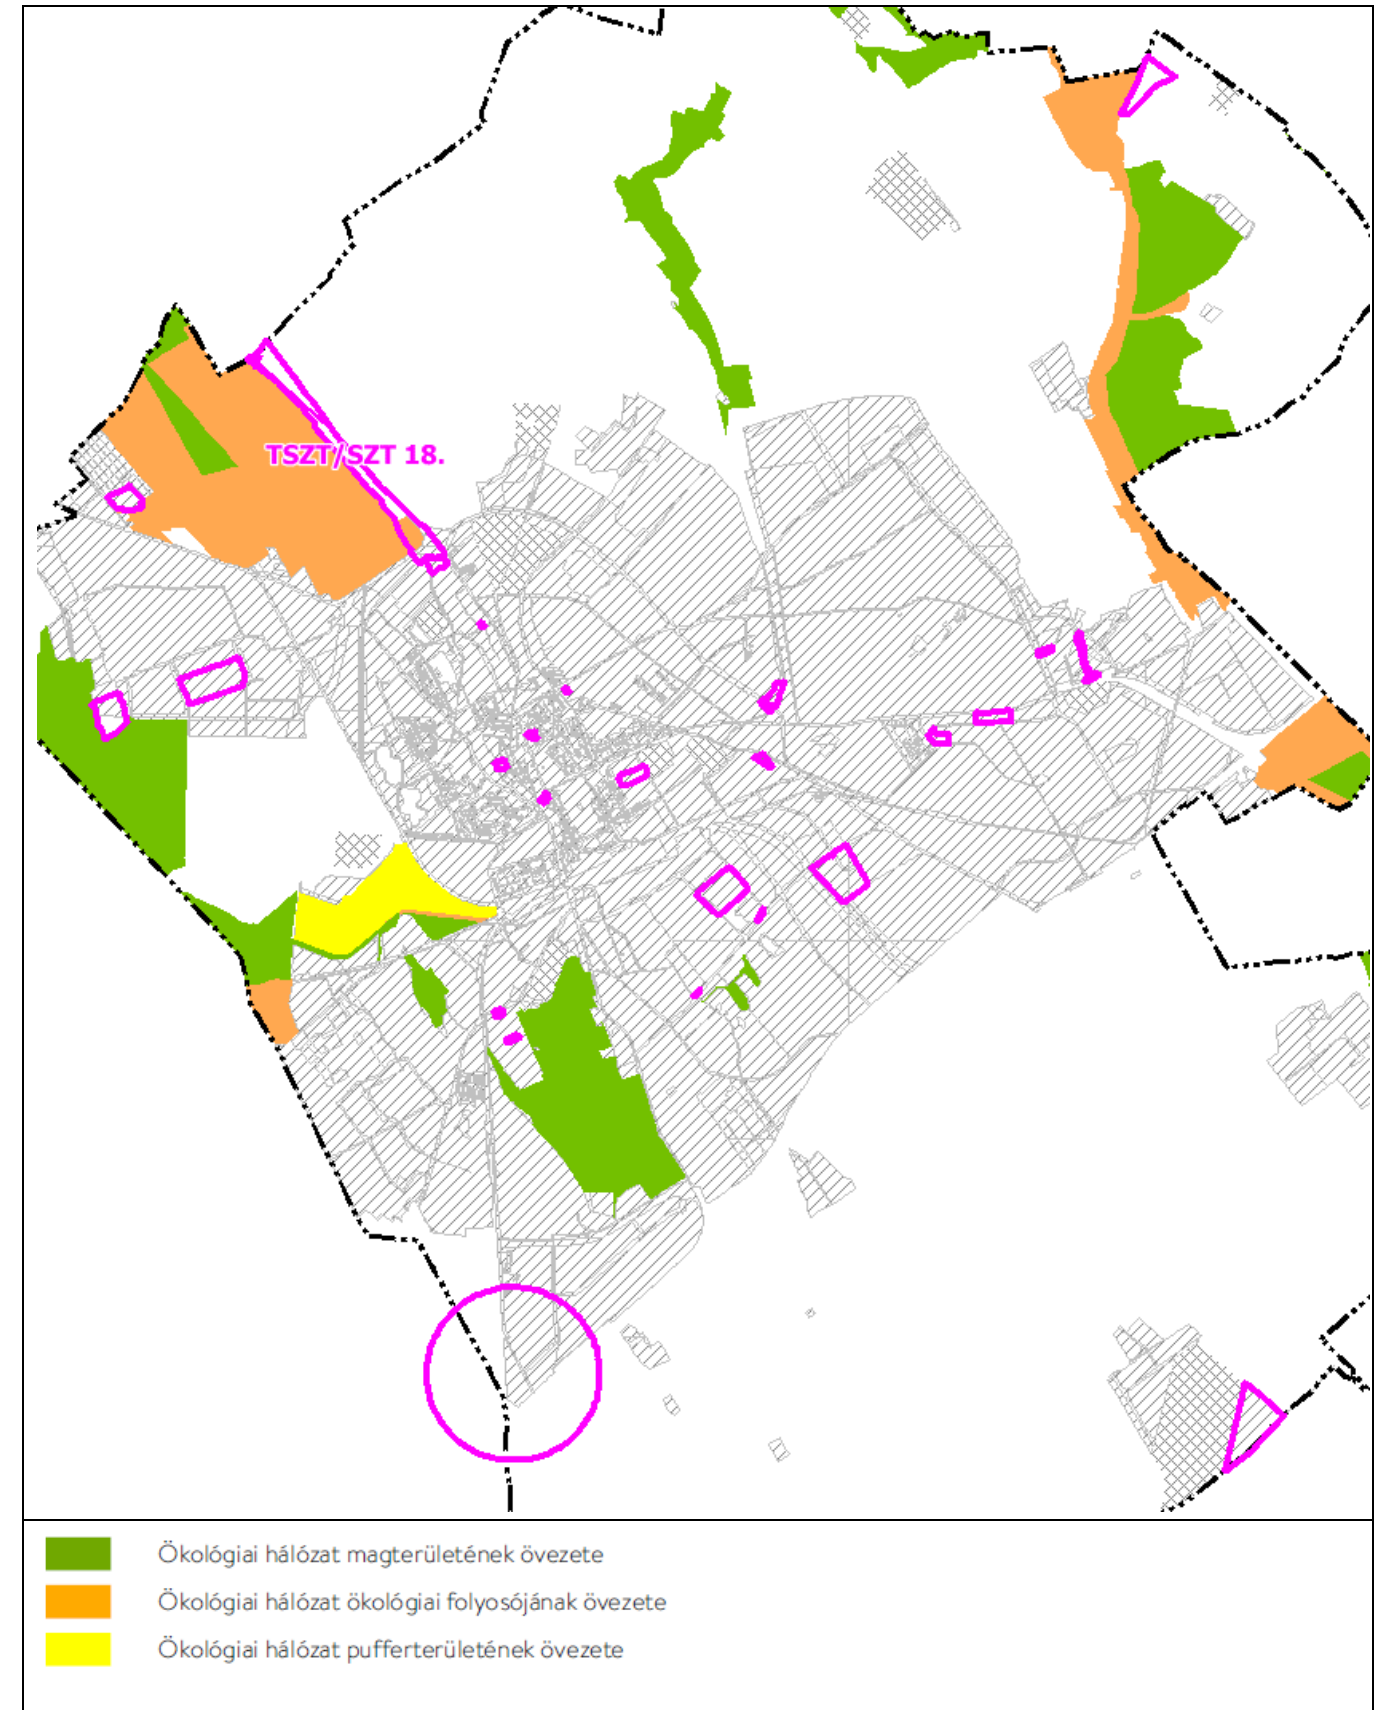 TSZT/SZT 18.
Ökológiai hálózat magterületének övezete
Ökológiai hálózat ökológiai folyosójának övezete
Ökológiai hálózat pufferterületének övezete